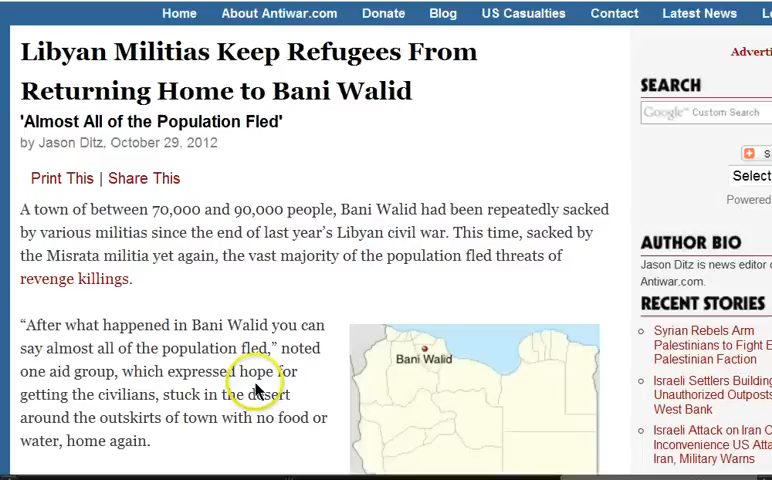 Home About Antiwar.com Donate Blog US Casualties Contact Latest News
Libyan Militias Keep Refugees From
Returning Home to Bani Walid
'Almost All of the Population Fled'
by Jason Ditz, October 29, 2012
Print This | Share This
A town of between 70,000 and 90,000 people, Bani Walid had been repeatedly sacked
by various militias since the end of last year's Libyan civil war. This time, sacked by
the Misrata militia yet again, the vast majority of the population fled threats of
revenge killings.
“After what happened in Bani Walid you can
say almost all of the population fled,” noted
one aid group, which expressed hope for
getting the civilians, stuck in the desert
around the outskirts of town with no food or
water, home again.
Bani Walid
Adverti
SEARCH
Google™ Custom Search
S
Select
Powered
AUTHOR BIO
Jason Ditz is news editor
Antiwar.com.
RECENT STORIES
Syrian Rebels Arm
Palestinians to Fight
Palestinian Faction
Israeli Settlers Building
Unauthorized Outposts
West Bank
Israeli Attack on Iran
Inconvenience US Atta
Iran, Military Warns